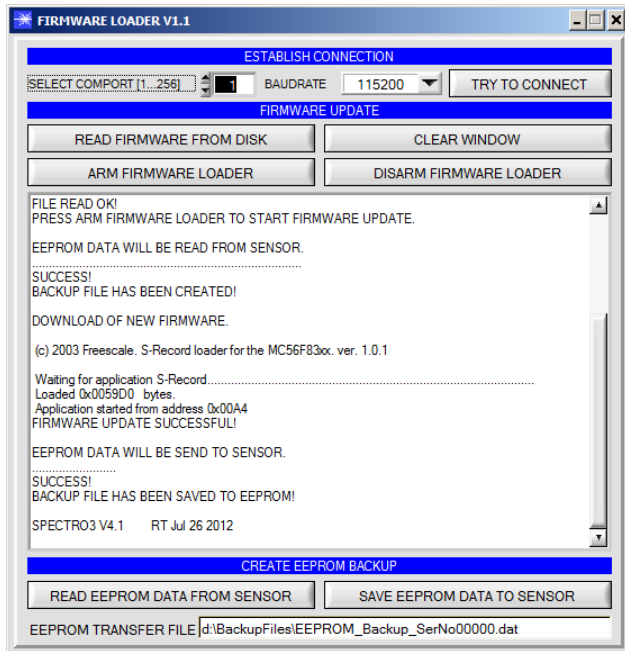 FIRMWARE LOADER V1.1
ESTABLISH CONNECTION
SELECT COMPORT [1...256] 1 BAUDRATE 115200 TRY TO CONNECT
FIRMWARE UPDATE
READ FIRMWARE FROM DISK CLEAR WINDOW
ARM FIRMWARE LOADER DISARM FIRMWARE LOADER
FILE READ OK!
PRESS ARM FIRMWARE LOADER TO START FIRMWARE UPDATE.
EEPROM DATA WILL BE READ FROM SENSOR.
..................................................................
SUCCESS!
BACKUP FILE HAS BEEN CREATED!
DOWNLOAD OF NEW FIRMWARE.
(c) 2003 Freescale. S-Record loader for the MC56F83xx. ver. 1.0.1
Waiting for application S-Record................................................................................
Loaded 0x0059D0 bytes.
Application started from address 0x00A4
FIRMWARE UPDATE SUCCESSFUL!
EEPROM DATA WILL BE SEND TO SENSOR.
.....................
SUCCESS!
BACKUP FILE HAS BEEN SAVED TO EEPROM!
SPECTRO3 V4.1 RT Jul 26 2012
CREATE EEPROM BACKUP
READ EEPROM DATA FROM SENSOR SAVE EEPROM DATA TO SENSOR
EEPROM TRANSFER FILE d:\BackupFiles\EEPROM_Backup_SerNo00000.dat